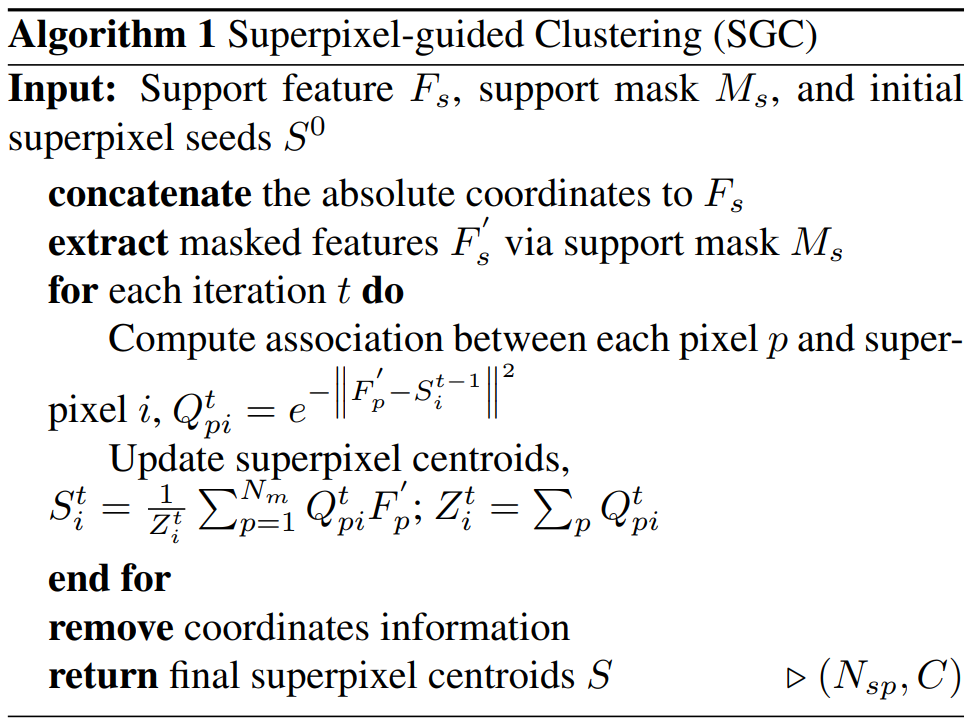 Algorithm 1 Superpixel-guided Clustering (SGC)
Input: Support feature $F_s$, support mask $M_s$, and initial
superpixel seeds $S^0$
concatenate the absolute coordinates to $F_s$
extract masked features $F_s^{'}$ via support mask $M_s$
for each iteration $t$ do
Compute association between each pixel $p$ and super-
pixel $i$, $Q_{pi}^t = e^{-\left\| F_p^{'} - S_i^{t-1} \right\|^2}$
Update superpixel centroids,
$S_i^t = \frac{1}{Z_i^t} \sum_{p=1}^{N_m} Q_{pi}^t F_p^{'}; Z_i^t = \sum_p Q_{pi}^t$
end for
remove coordinates information
return final superpixel centroids $S$ ▷ $(N_{sp}, C)$